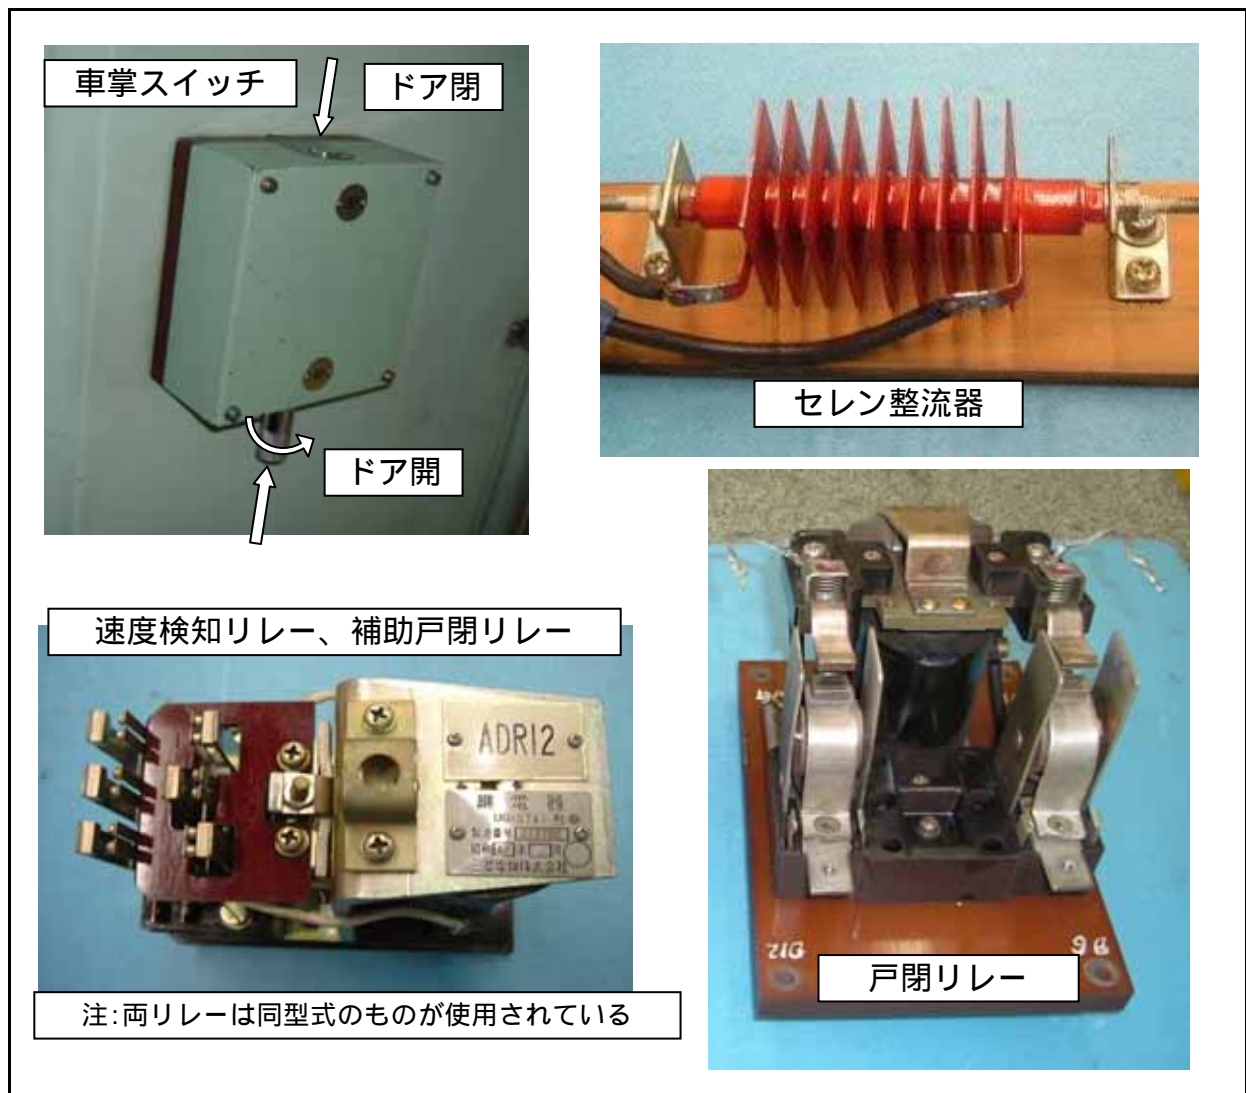 車掌スイッチ
ドア閉
ドア開
セレン整流器
速度検知リレー、補助戸閉リレー
ADR12
注:両リレーは同型式のものが使用されている
戸閉リレー